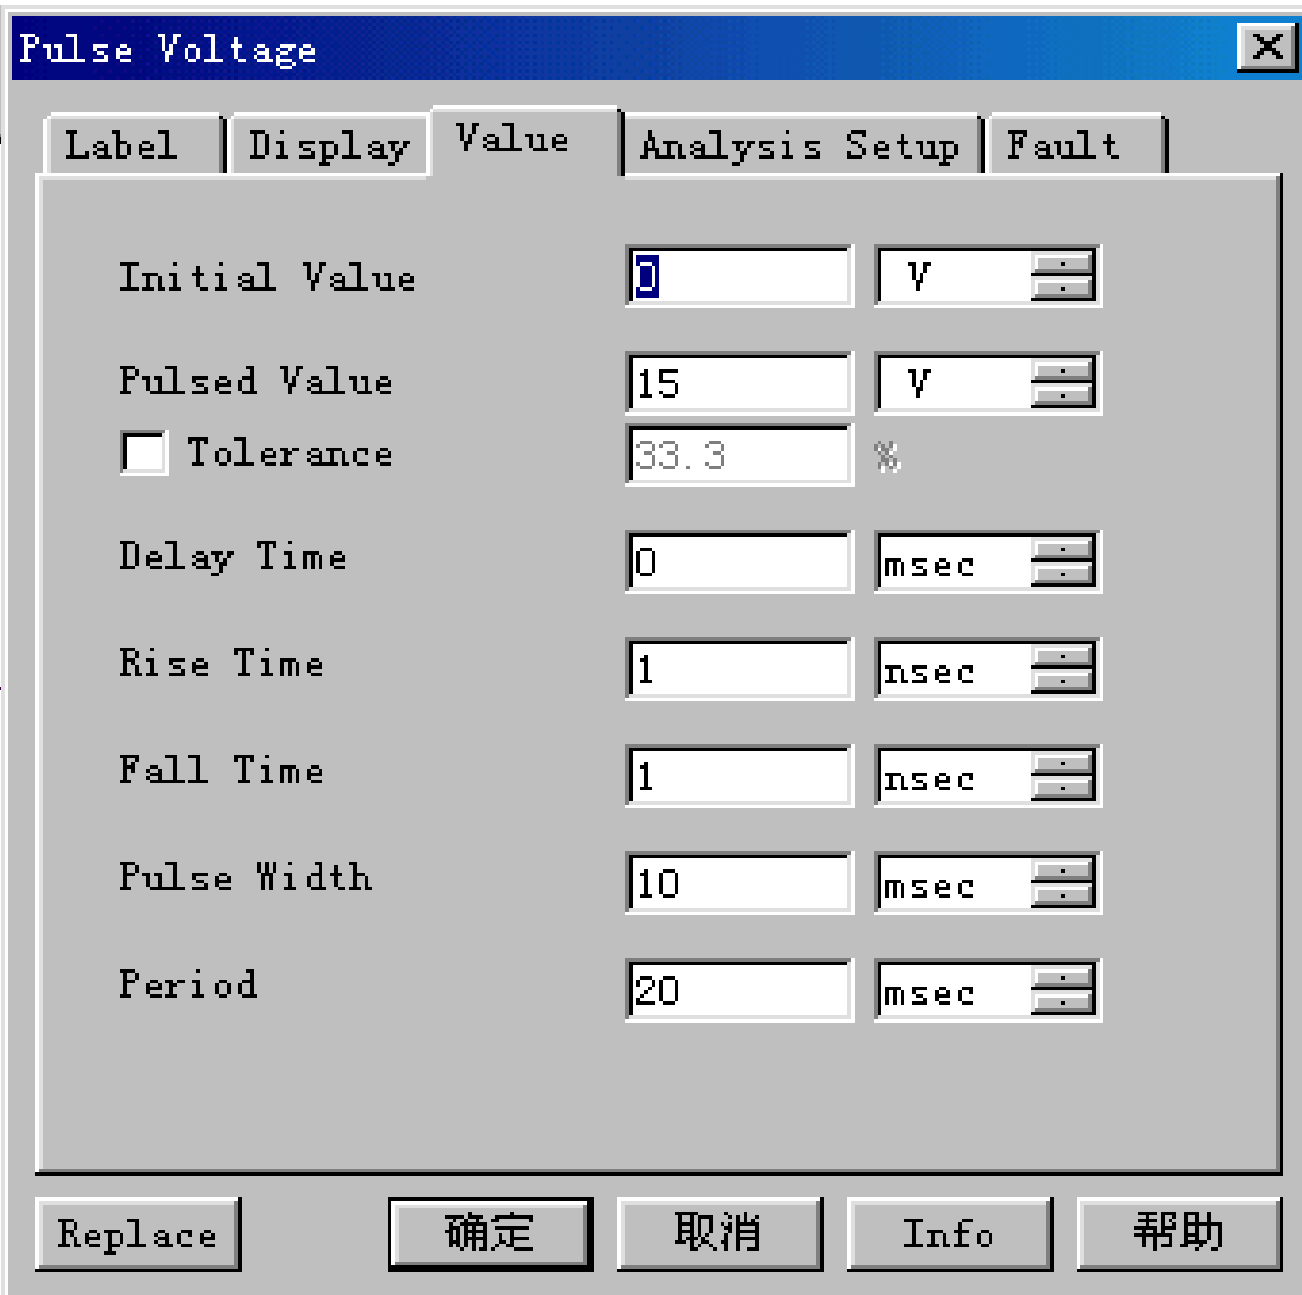 Pulse Voltage
Label Display Value Analysis Setup Fault
Initial Value 0 V
Pulsed Value 15 V
Tolerance 33.3 %
Delay Time 0 msec
Rise Time 1 nsec
Fall Time 1 nsec
Pulse Width 10 msec
Period 20 msec
Replace 确定 取消 Info 帮助